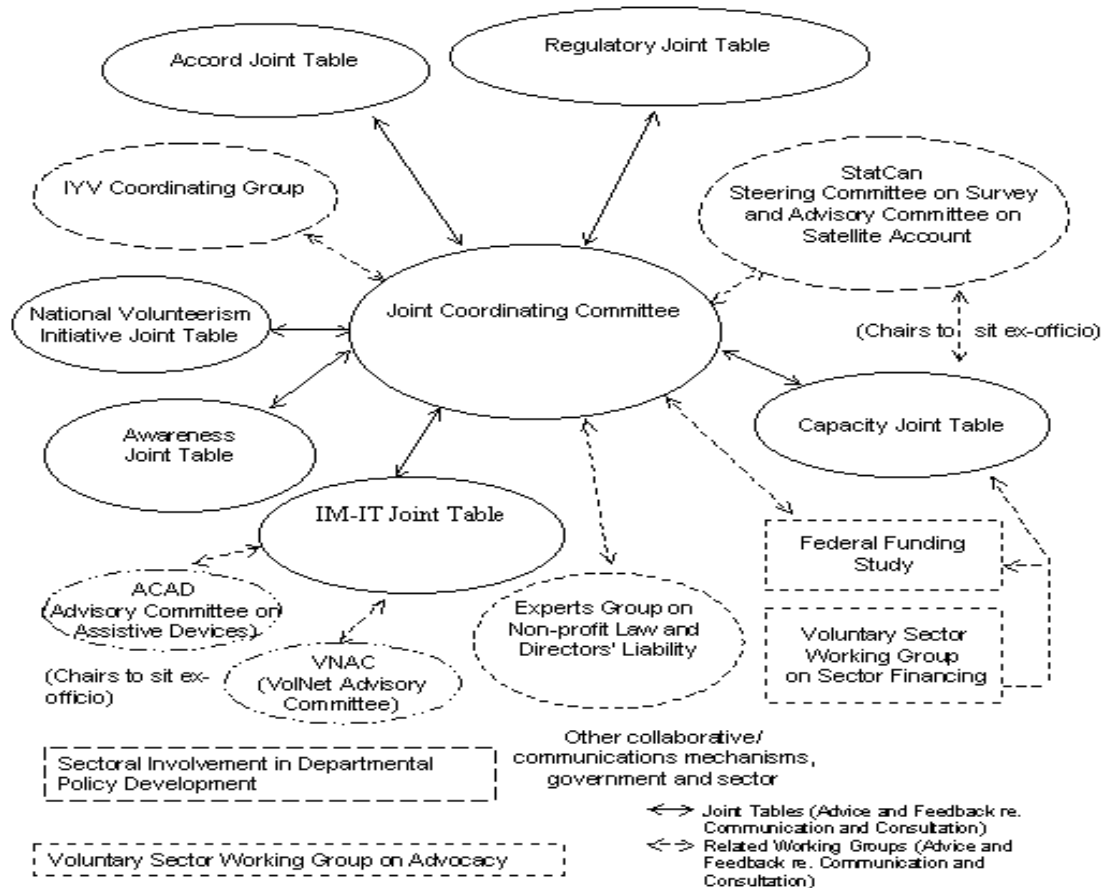 Accord Joint Table
Regulatory Joint Table
IYV Coordinating Group
StatCan
Steering Committee on Survey
and Advisory Committee on
Satellite Account
National Volunteerism
Initiative Joint Table
Joint Coordinating Committee
(Chairs to sit ex-officio)
Awareness
Joint Table
Capacity Joint Table
IM-IT Joint Table
Federal Funding
Study
ACAD
(Advisory Committee on
Assistive Devices)
Experts Group on
Non-profit Law and
Directors' Liability
Voluntary Sector
Working Group
on Sector Financing
(Chairs to sit ex-
officio)
VNAC
(VolNet Advisory
Committee)
Other collaborative/
communications mechanisms,
government and sector
Sectoral Involvement in Departmental
Policy Development
Joint Tables (Advice and Feedback re.
Communication and Consultation)
Related Working Groups (Advice and
Feedback re. Communication and
Consultation)
Voluntary Sector Working Group on Advocacy